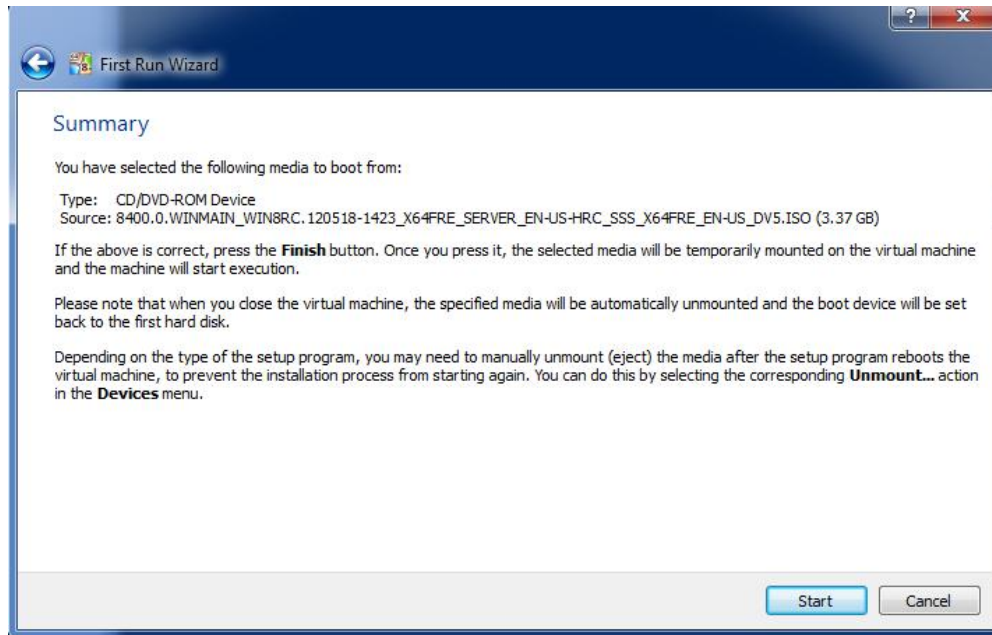 ?
X
First Run Wizard
Summary
You have selected the following media to boot from:
Type: CD/DVD-ROM Device
Source: 8400.0.WINMAIN_WIN8RC.120518-1423_X64FRE_SERVER_EN-US-HRC_SSS_X64FRE_EN-US_DV5.ISO (3.37 GB)
If the above is correct, press the Finish button. Once you press it, the selected media will be temporarily mounted on the virtual machine
and the machine will start execution.
Please note that when you close the virtual machine, the specified media will be automatically unmounted and the boot device will be set
back to the first hard disk.
Depending on the type of the setup program, you may need to manually unmount (eject) the media after the setup program reboots the
virtual machine, to prevent the installation process from starting again. You can do this by selecting the corresponding Unmount... action
in the Devices menu.
Start Cancel